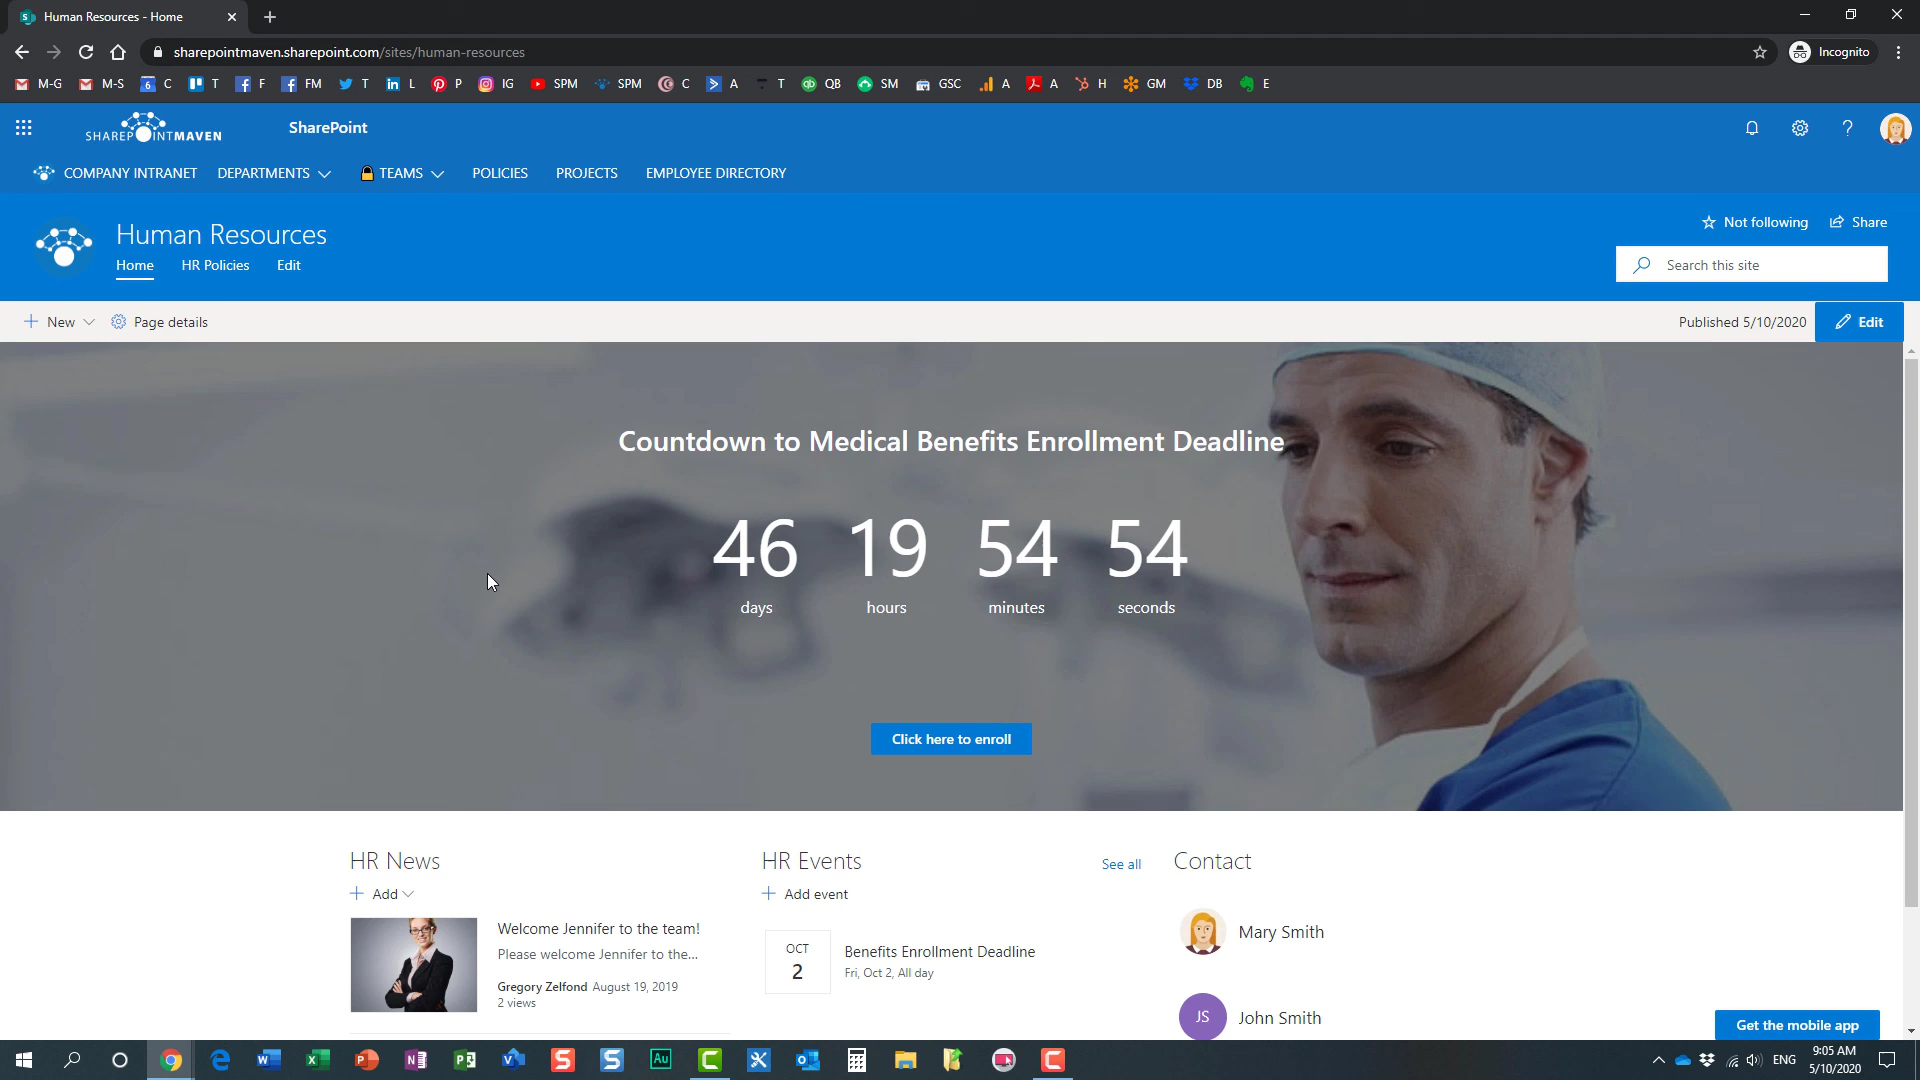 Human Resources - Home
sharepointmaven.sharepoint.com/sites/human-resources
Incognito
M-G M-S 6 C T F FM T L P IG SPM SPM C A T QB SM GSC A A H GM DB E
SHAREPOINTMAVEN SharePoint
COMPANY INTRANET DEPARTMENTS TEAMS POLICIES PROJECTS EMPLOYEE DIRECTORY
Human Resources
Not following Share
Home HR Policies Edit
Search this site
New Page details
Published 5/10/2020 Edit
Countdown to Medical Benefits Enrollment Deadline
46 19 54 54
days hours minutes seconds
Click here to enroll
HR News
Add
Welcome Jennifer to the team!
Please welcome Jennifer to the...
Gregory Zelfond August 19, 2019
2 views
HR Events
See all
Add event
OCT
2
Benefits Enrollment Deadline
Fri, Oct 2, All day
Contact
Mary Smith
JS John Smith
Get the mobile app
ENG
9:05 AM
5/10/2020